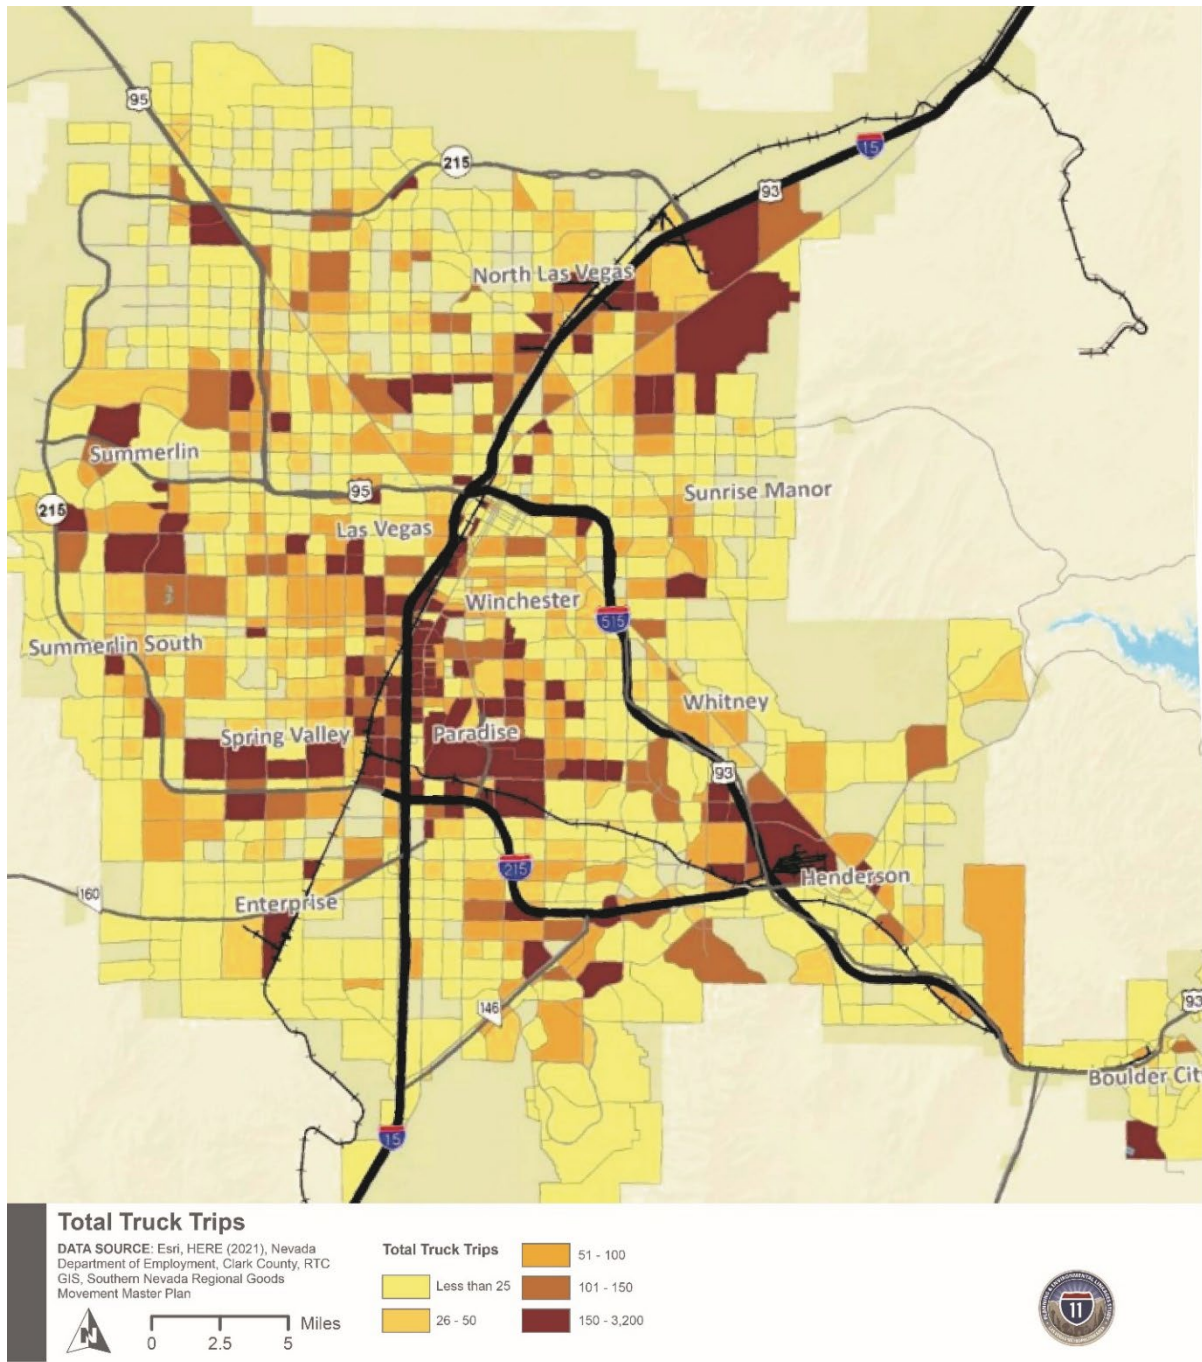 95
215
15
93
North Las Vegas
Summerlin
95
Sunrise Manor
215
Las Vegas
Winchester
515
Summerlin South
Whitney
Spring Valley
Paradise
93
215
Henderson
160
Enterprise
146
93
Boulder Cit
15
Total Truck Trips
DATA SOURCE: Esri, HERE (2021), Nevada
Department of Employment, Clark County, RTC
GIS, Southern Nevada Regional Goods
Movement Master Plan
N
0 2.5 5 Miles
Total Truck Trips
Less than 25
26 - 50
51 - 100
101 - 150
150 - 3,200
11